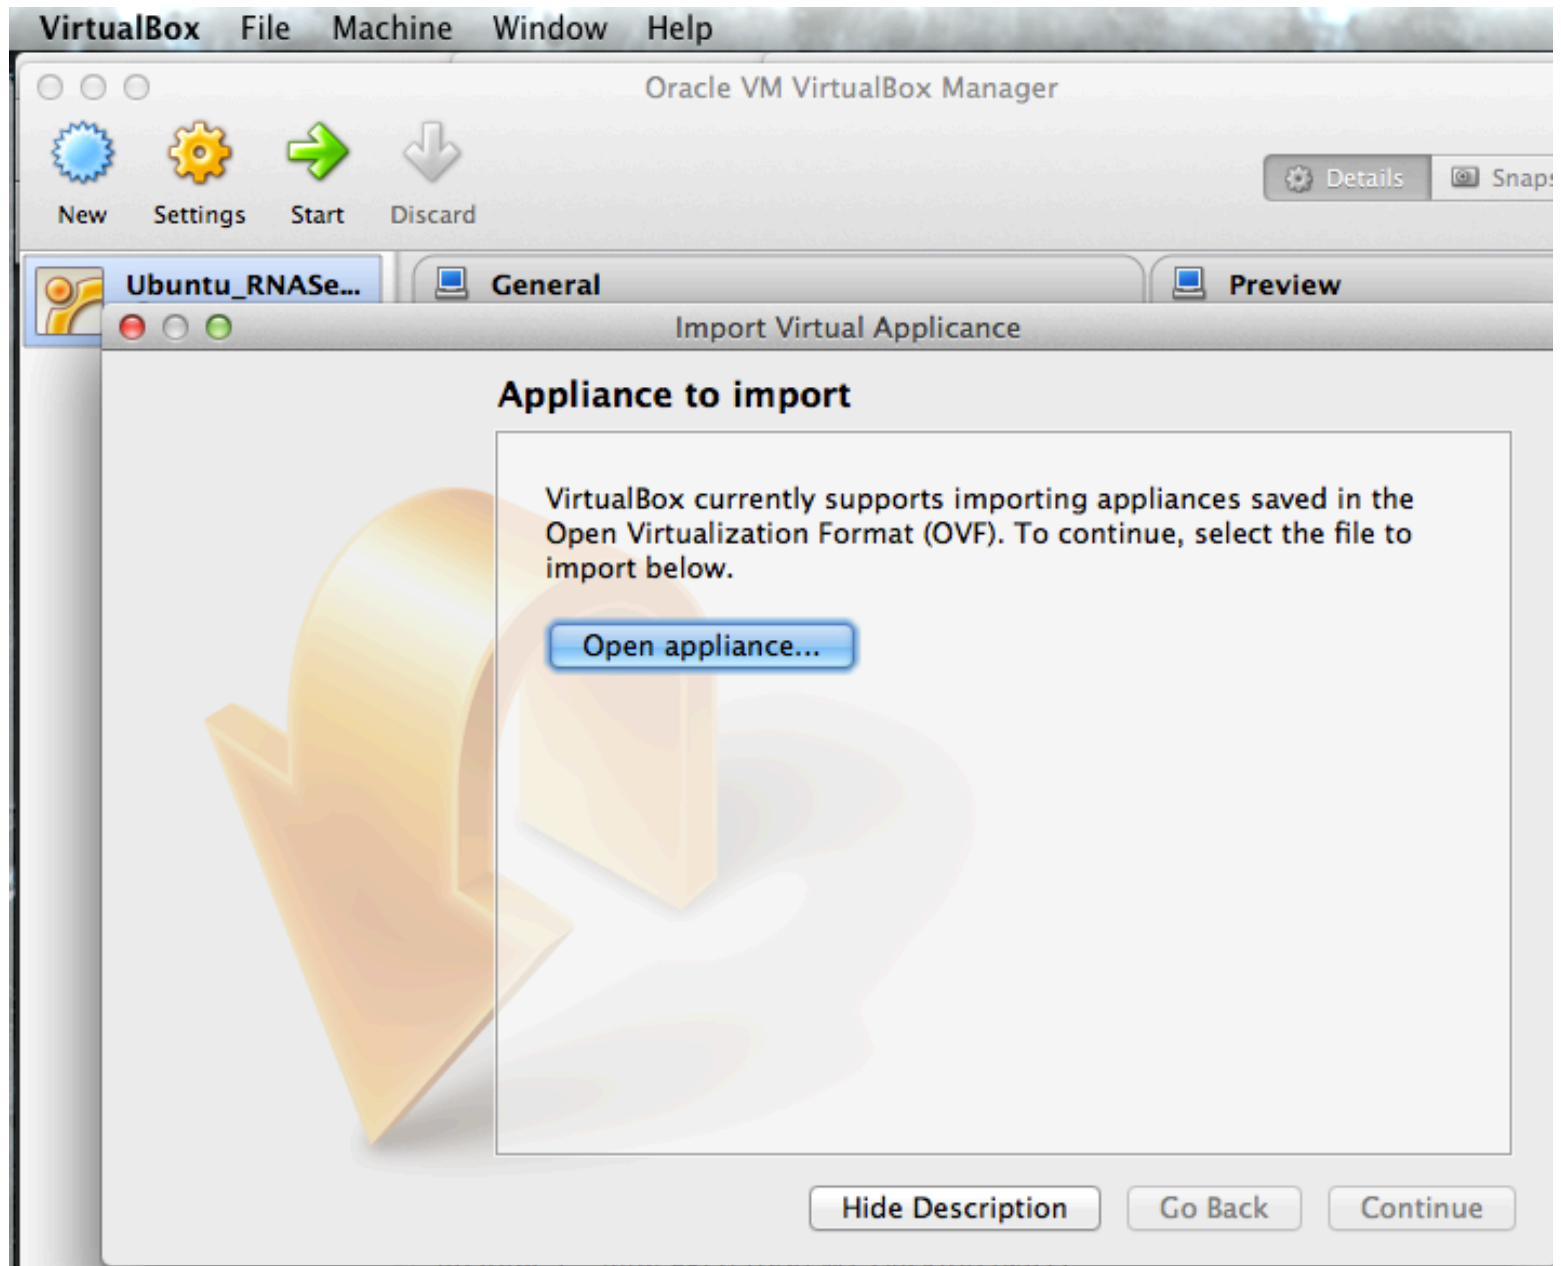 VirtualBox File Machine Window Help
Oracle VM VirtualBox Manager
New Settings Start Discard
Details
Ubuntu_RNASe...
General
Preview
Import Virtual Applicance
Appliance to import
VirtualBox currently supports importing appliances saved in the
Open Virtualization Format (OVF). To continue, select the file to
import below.
Open appliance...
Hide Description Go Back Continue